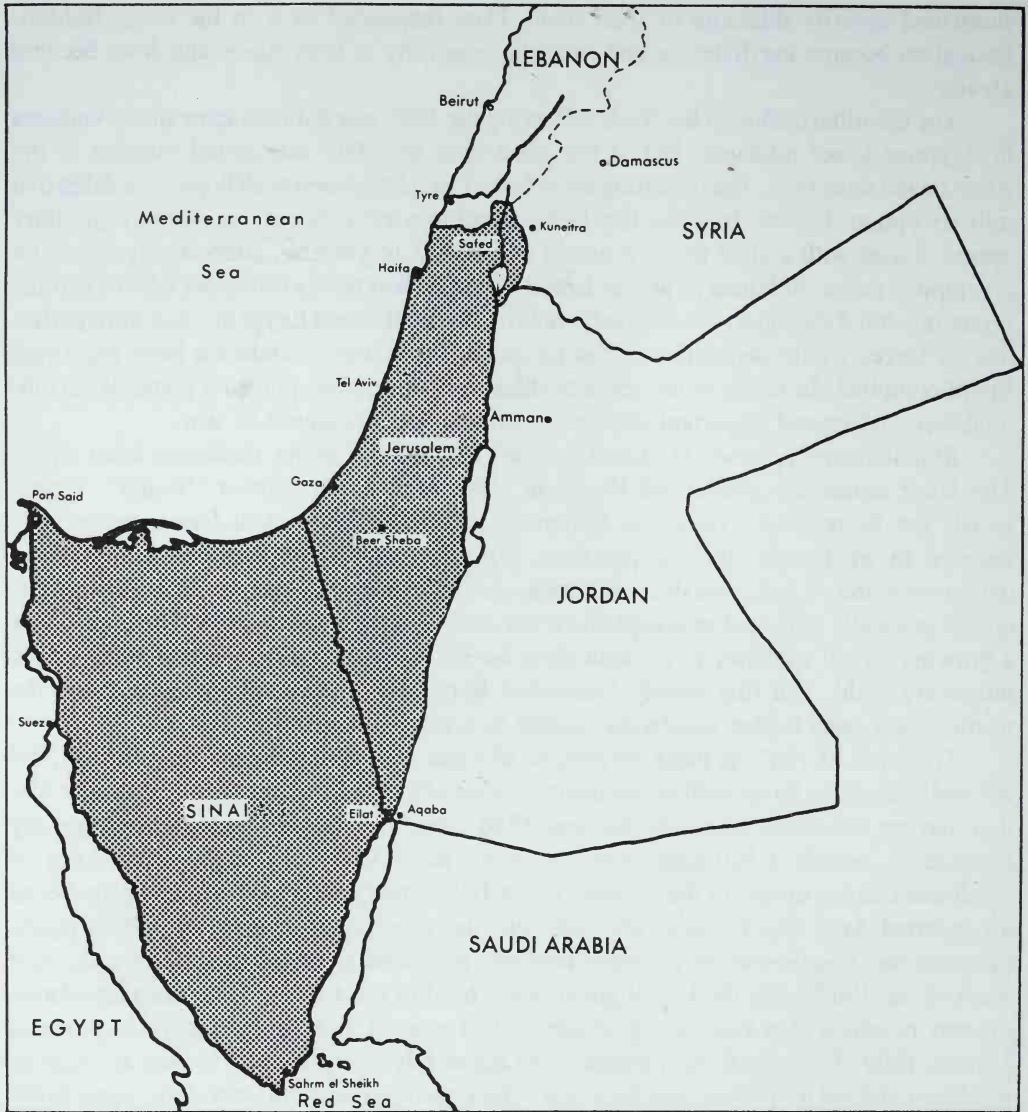 LEBANON
Beirut
Damascus
Tyre
Mediterranean
Sea
Kuneitra
SYRIA
Safed
Haifa
Tel Aviv
Amman
Jerusalem
Gaza
Port Said
Beer Sheba
JORDAN
Suez
SINAI
Eilat
Aqaba
SAUDI ARABIA
EGYPT
Sahrm el Sheikh
Red Sea